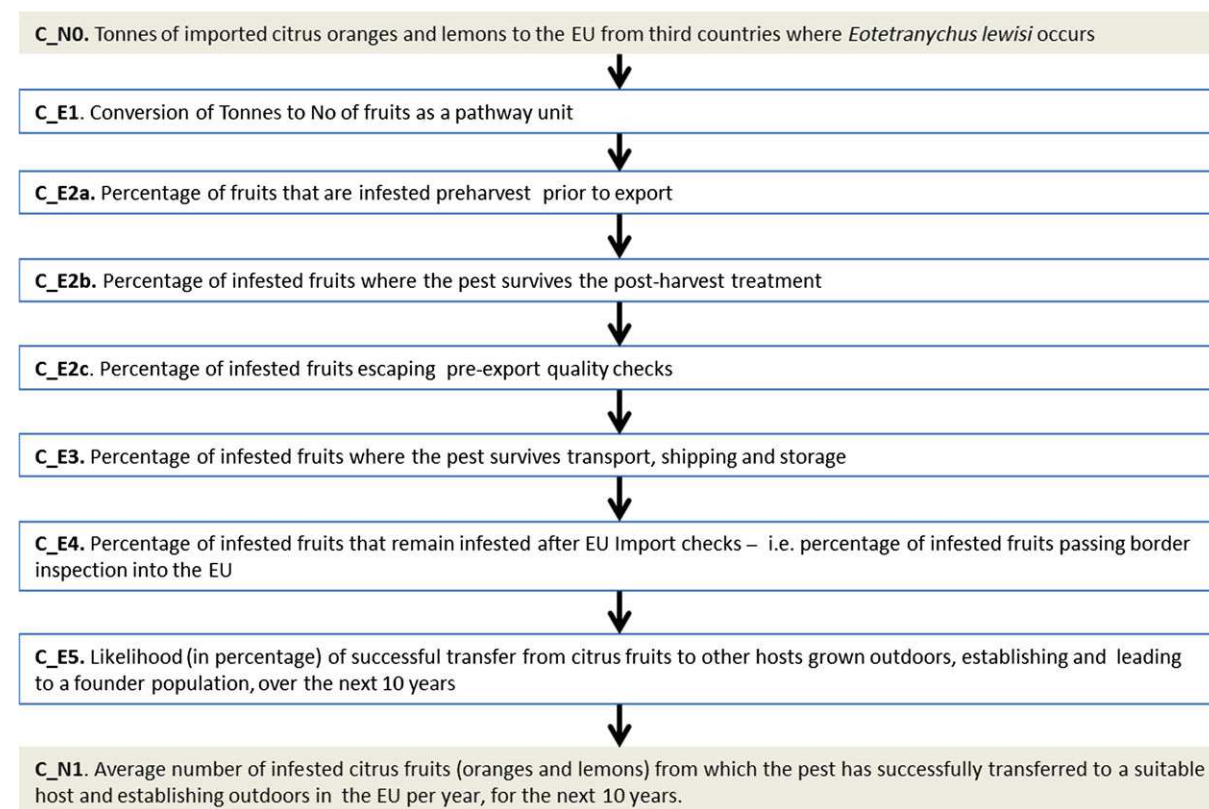 C_N0. Tonnes of imported citrus oranges and lemons to the EU from third countries where Eotetranychus lewisi occurs
C_E1. Conversion of Tonnes to No of fruits as a pathway unit
C_E2a. Percentage of fruits that are infested preharvest prior to export
C_E2b. Percentage of infested fruits where the pest survives the post-harvest treatment
C_E2c. Percentage of infested fruits escaping pre-export quality checks
C_E3. Percentage of infested fruits where the pest survives transport, shipping and storage
C_E4. Percentage of infested fruits that remain infested after EU Import checks – i.e. percentage of infested fruits passing border
inspection into the EU
C_E5. Likelihood (in percentage) of successful transfer from citrus fruits to other hosts grown outdoors, establishing and leading
to a founder population, over the next 10 years
C_N1. Average number of infested citrus fruits (oranges and lemons) from which the pest has successfully transferred to a suitable
host and establishing outdoors in the EU per year, for the next 10 years.